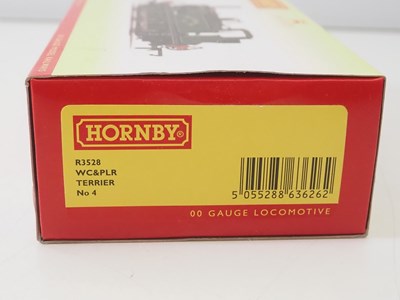 HORNBY®
R3528
WC&PLR
TERRIER
No 4
5 055288 636262
00 GAUGE LOCOMOTIVE